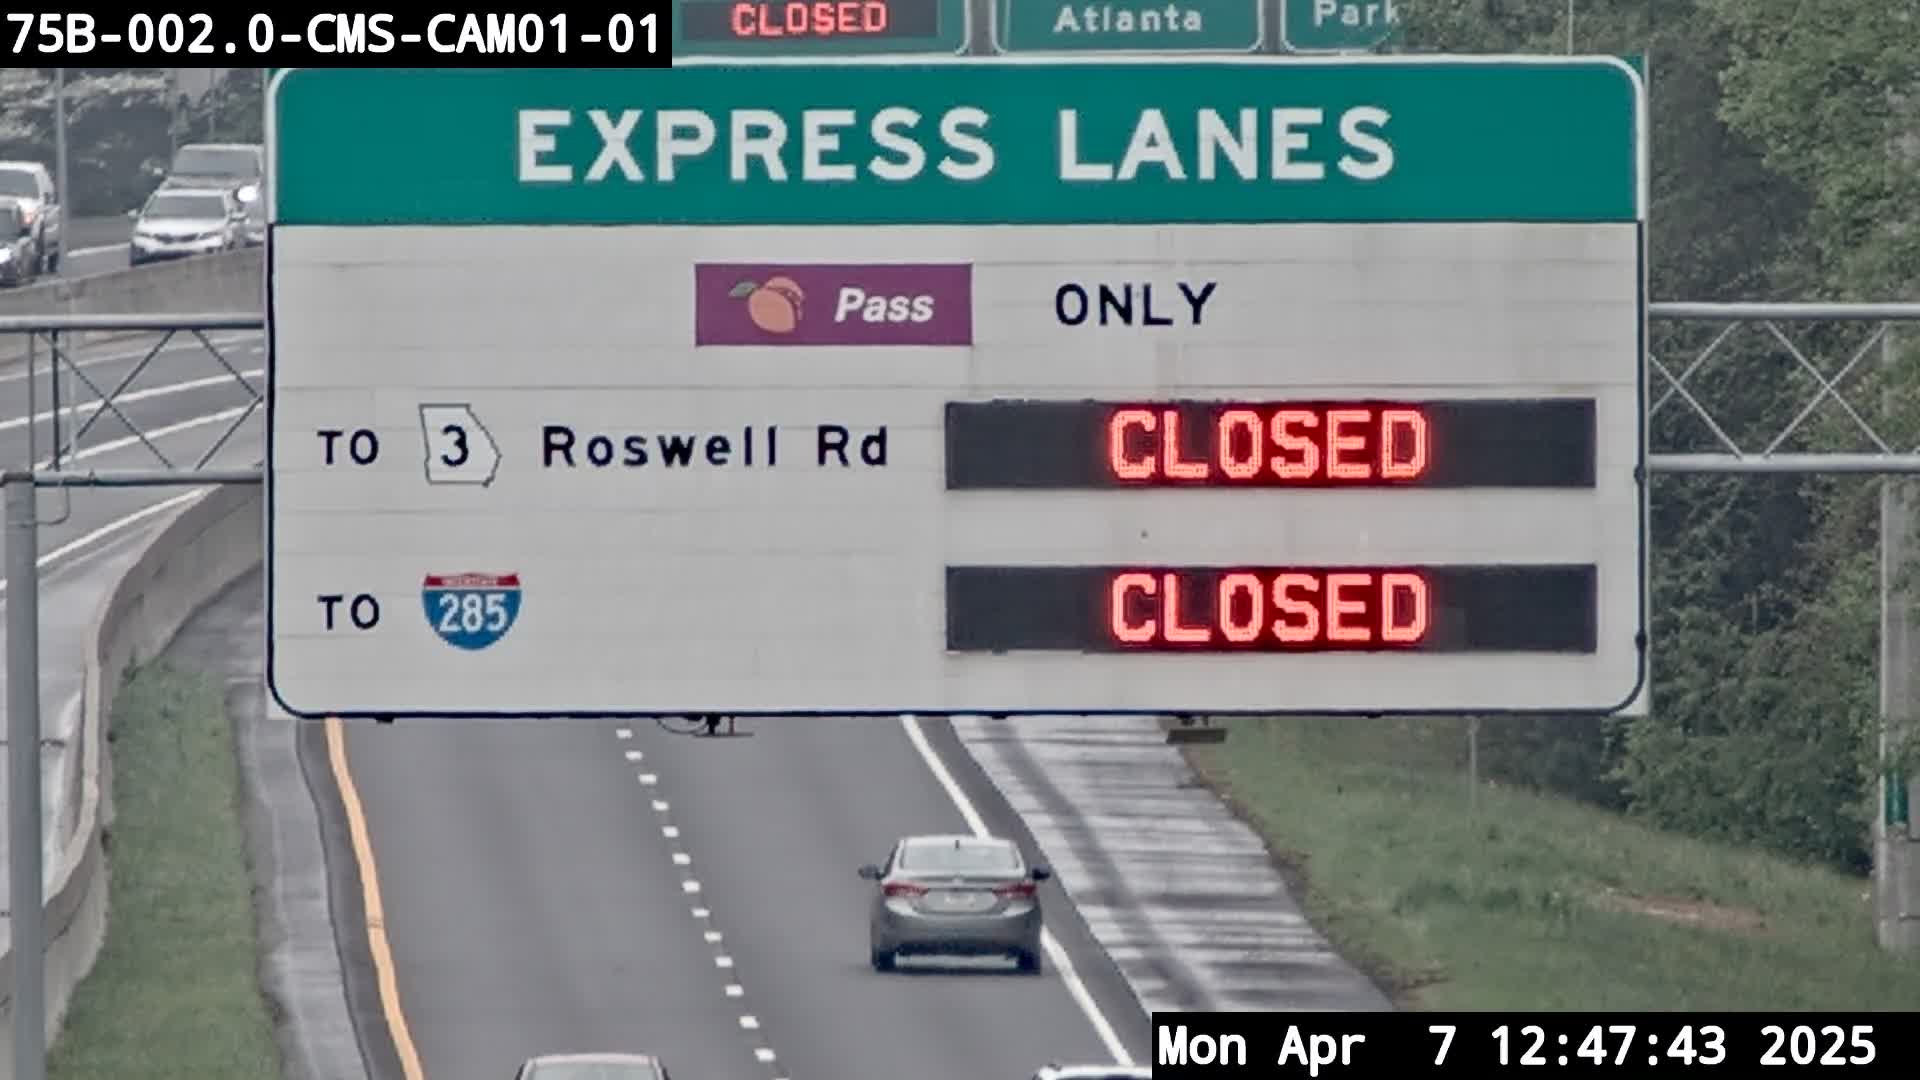 75B-002.0-CMS-CAM01-01
CLOSED
Atlanta
Park
EXPRESS LANES
Pass ONLY
TO 3 Roswell Rd CLOSED
TO 285 CLOSED
Mon Apr 7 12:47:43 2025